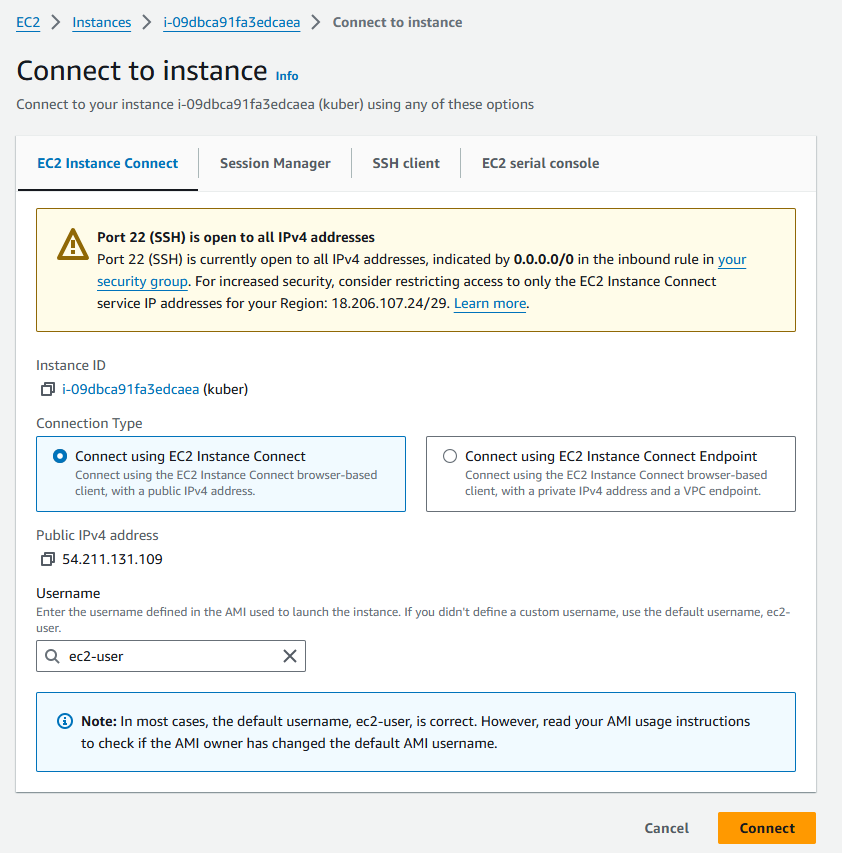 EC2 > Instances > i-09dbca91fa3edcaea > Connect to instance
Connect to instance Info
Connect to your instance i-09dbca91fa3edcaea (kuber) using any of these options
EC2 Instance Connect Session Manager SSH client EC2 serial console
Port 22 (SSH) is open to all IPv4 addresses
Port 22 (SSH) is currently open to all IPv4 addresses, indicated by 0.0.0.0/0 in the inbound rule in your
security group. For increased security, consider restricting access to only the EC2 Instance Connect
service IP addresses for your Region: 18.206.107.24/29. Learn more.
Instance ID
i-09dbca91fa3edcaea (kuber)
Connection Type
Connect using EC2 Instance Connect
Connect using the EC2 Instance Connect browser-based
client, with a public IPv4 address.
Connect using EC2 Instance Connect Endpoint
Connect using the EC2 Instance Connect browser-based
client, with a private IPv4 address and a VPC endpoint.
Public IPv4 address
54.211.131.109
Username
Enter the username defined in the AMI used to launch the instance. If you didn't define a custom username, use the default username, ec2-
user.
ec2-user
Note: In most cases, the default username, ec2-user, is correct. However, read your AMI usage instructions
to check if the AMI owner has changed the default AMI username.
Cancel Connect